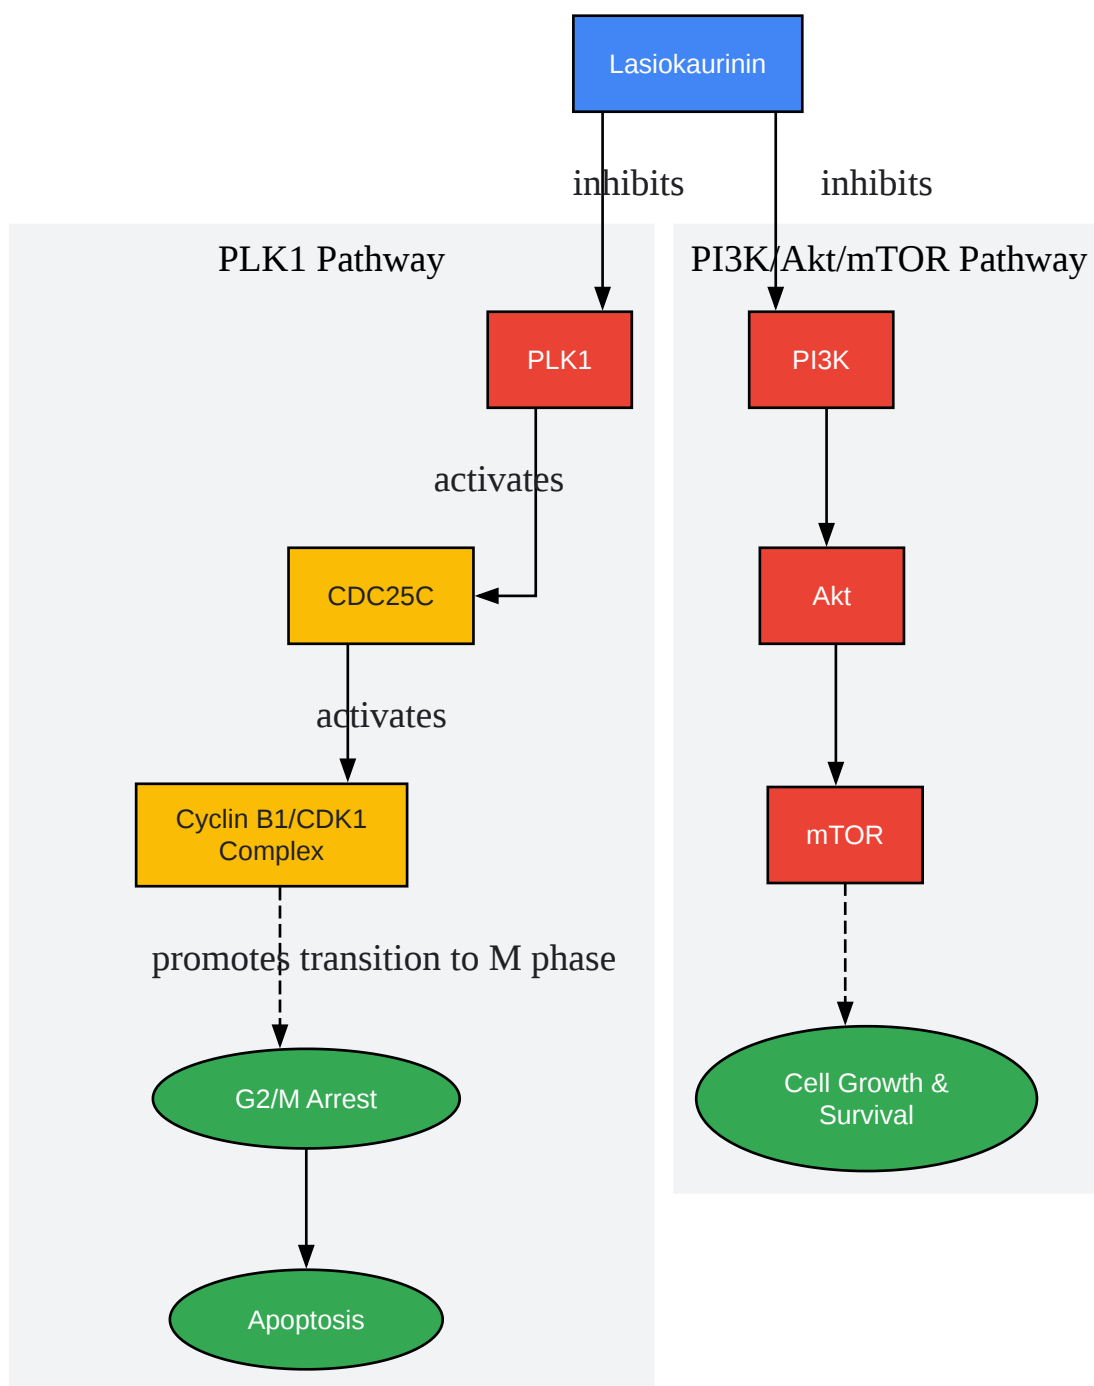 Lasiokaurinin
inhibits
inhibits
PLK1 Pathway
PI3K/Akt/mTOR Pathway
PLK1
PI3K
activates
CDC25C
Akt
activates
Cyclin B1/CDK1
Complex
mTOR
promotes transition to M phase
G2/M Arrest
Cell Growth &
Survival
Apoptosis